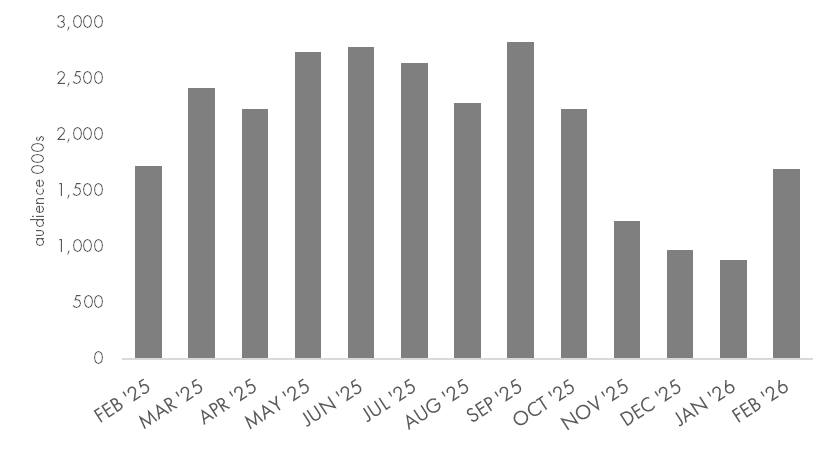 3,000
2,500
2,000
1,500
1,000
500
0
audience 000s
FEB '25
MAR '25
APR '25
MAY '25
JUN '25
JUL '25
AUG '25
SEP '25
OCT '25
NOV '25
DEC '25
JAN '26
FEB '26